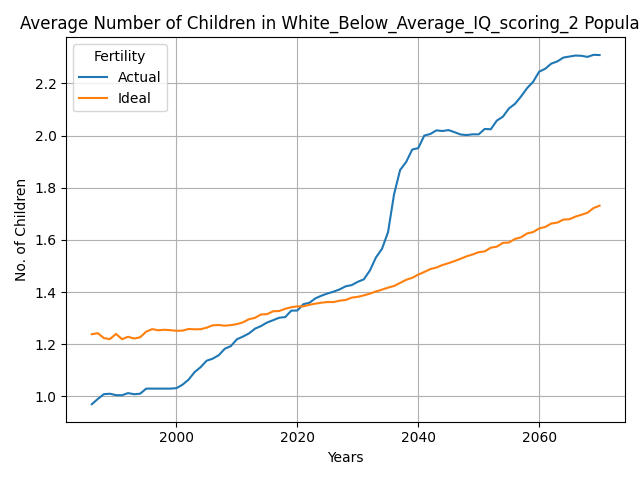 Average Number of Children in White_Below_Average_IQ_scoring_2 Popula
Fertility
Actual
Ideal
2.2
2.0
1.8
1.6
1.4
1.2
1.0
No. of Children
2000 2020 2040 2060
Years